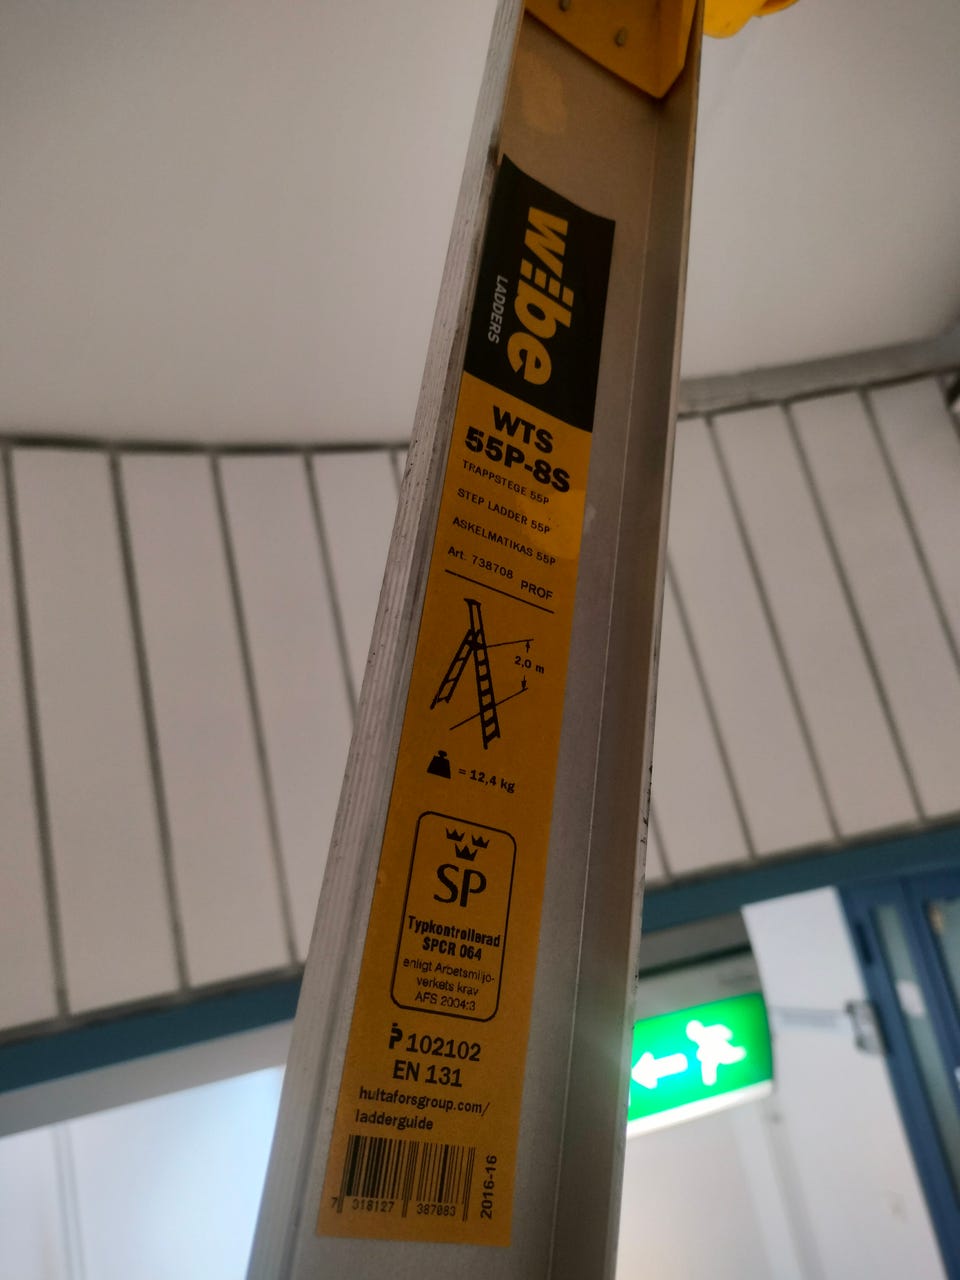 wibe
LADDERS
WTS
55P-8S
TRAPPSTEGE 55P
STEP LADDER 55P
ASKELMATIKAS 55P
Art. 738708 PROF
2,0 m
= 12,4 kg
SP
Typkontrollerad
SPCR 064
enligt Arbetsmiljö-
verkets krav
AFS 2004:3
102102
EN 131
hultaforsgroup.com/
ladderguide
7 318127 387083
2016-16